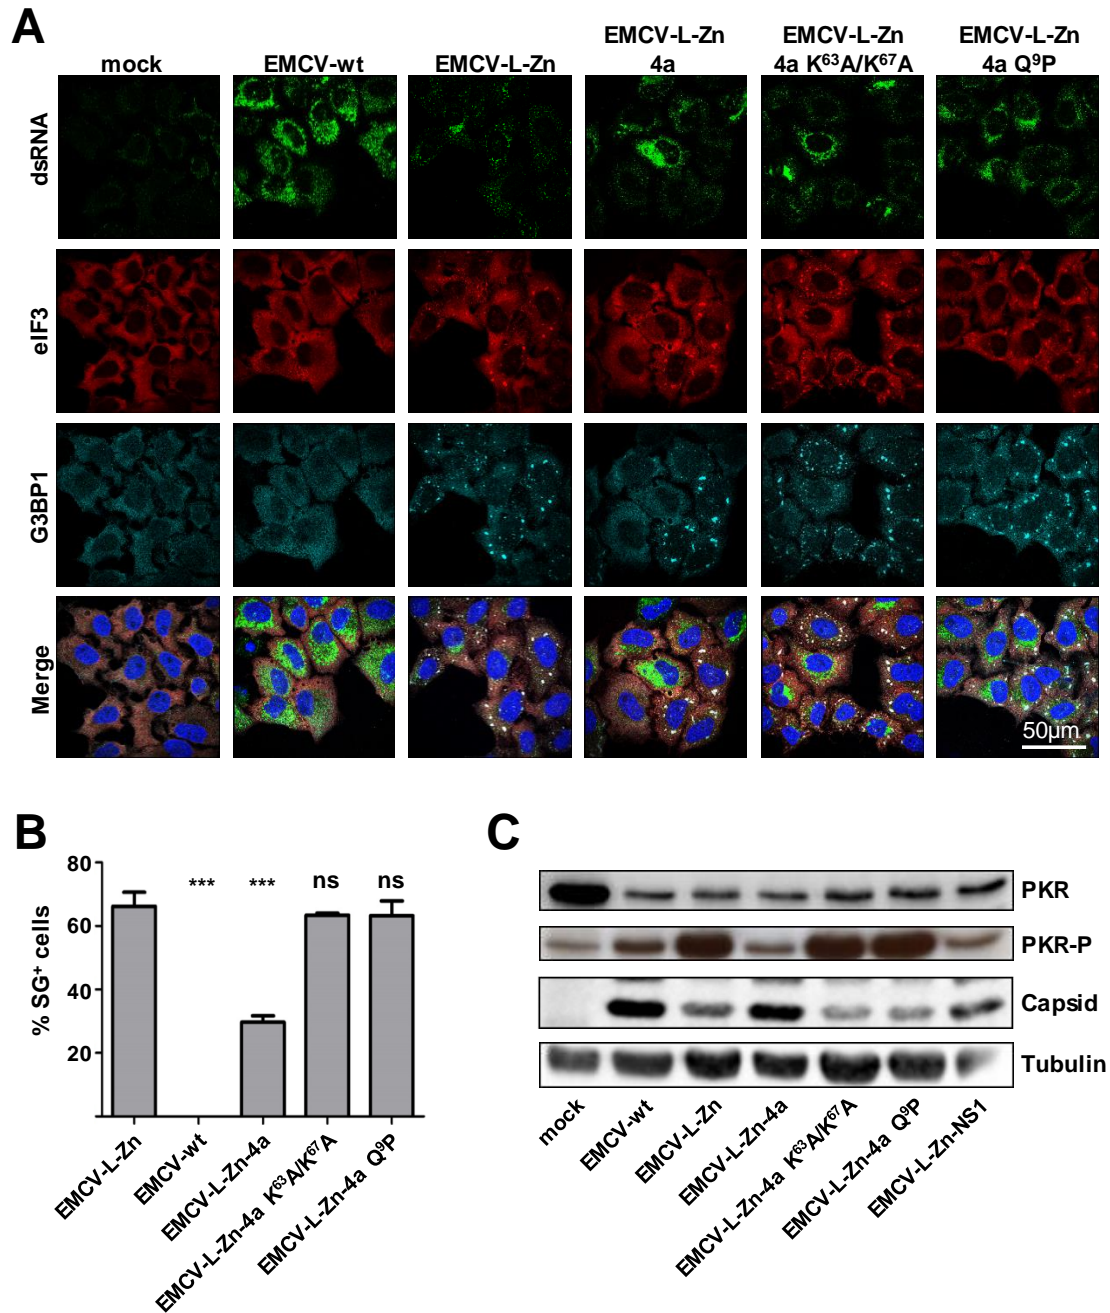 A
mock
EMCV-wt
EMCV-L-Zn
EMCV-L-Zn
4a
EMCV-L-Zn
4a K⁶³A/K⁶⁷A
EMCV-L-Zn
4a Q⁹P
dsRNA
eIF3
G3BP1
Merge
50µm
B
% SG⁺ cells
80
60
40
20
***
***
ns
ns
EMCV-L-Zn
EMCV-wt
EMCV-L-Zn-4a
EMCV-L-Zn-4a K⁶³A/K⁶⁷A
EMCV-L-Zn-4a Q⁹P
C
PKR
PKR-P
Capsid
Tubulin
mock
EMCV-wt
EMCV-L-Zn
EMCV-L-Zn-4a
EMCV-L-Zn-4a K⁶³A/K⁶⁷A
EMCV-L-Zn-4a Q⁹P
EMCV-L-Zn-NS1